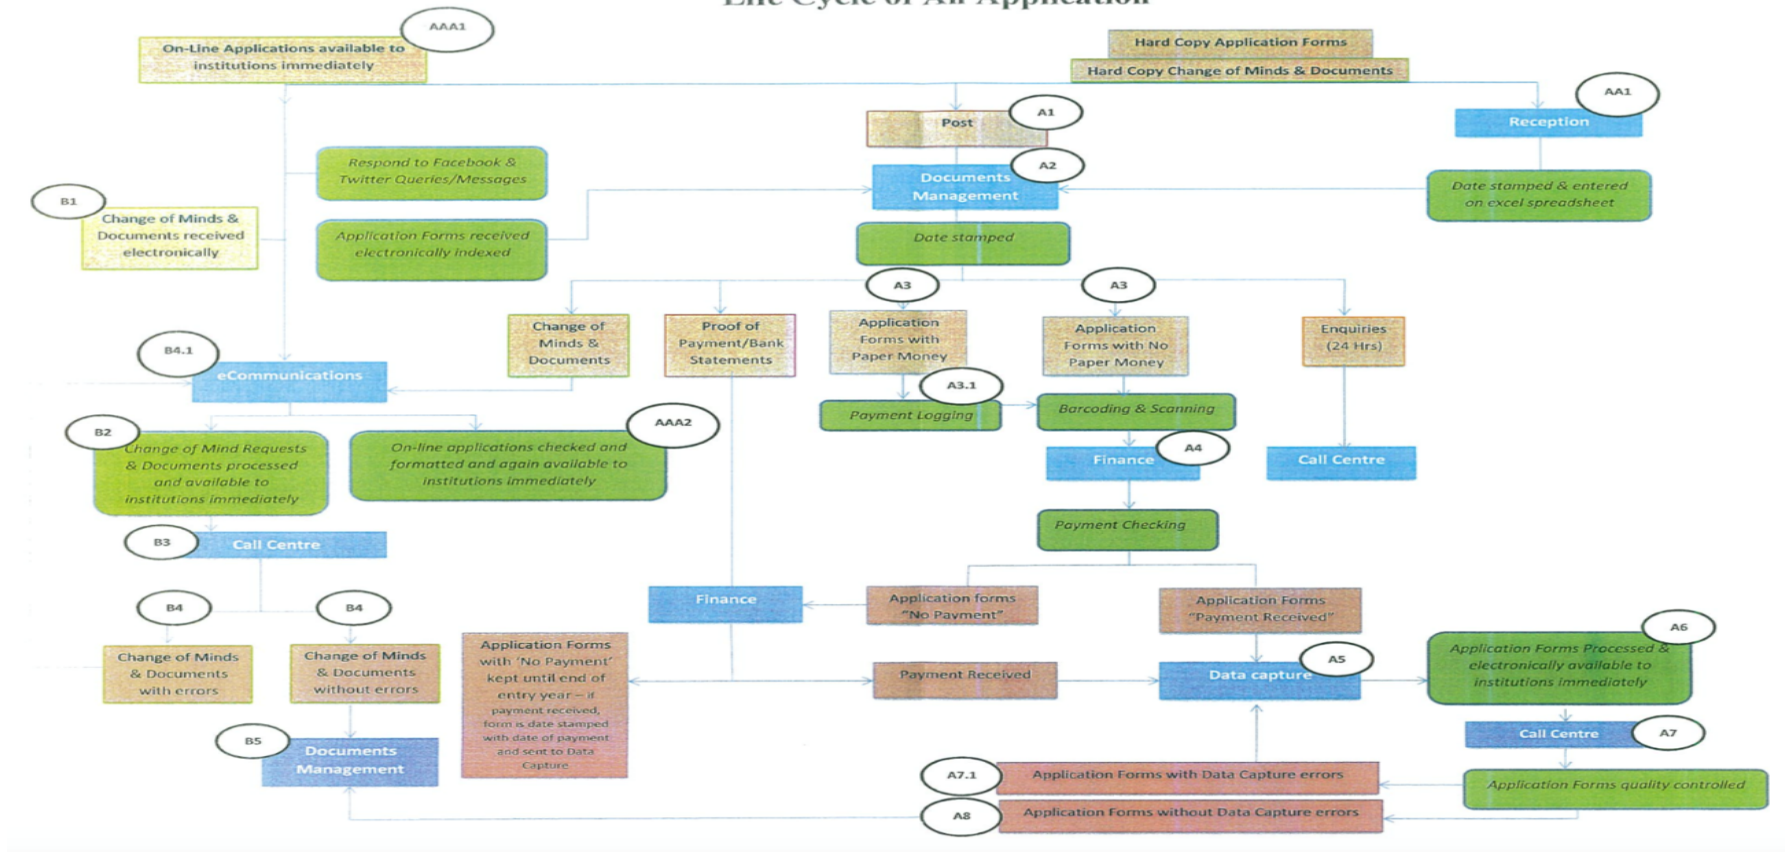 Life Cycle of An Application
AAA1
On-Line Applications available to
institutions immediately
Hard Copy Application Forms
Hard Copy Change of Minds & Documents
AA1
Reception
A1
Post
A2
Documents
Management
Respond to Facebook &
Twitter Queries/Messages
Date stamped & entered
on excel spreadsheet
B1
Change of Minds &
Documents received
electronically
Application Forms received
electronically indexed
Date stamped
A3
A3
Change of
Minds &
Documents
Proof of
Payment/Bank
Statements
Application
Forms with
Paper Money
Application
Forms with No
Paper Money
Enquiries
(24 Hrs)
B4.1
eCommunications
A3.1
Payment Logging
Barcoding & Scanning
B2
Change of Mind Requests
& Documents processed
and available to
institutions immediately
AAA2
On-line applications checked and
formatted and again available to
institutions immediately
A4
Finance
Call Centre
Payment Checking
B3
Call Centre
B4
B4
Finance
Application forms
"No Payment"
Application Forms
"Payment Received"
Change of Minds
& Documents
with errors
Change of Minds
& Documents
without errors
Application Forms
with 'No Payment'
kept until end of
entry year – if
payment received,
form is date stamped
with date of payment
and sent to Data
Capture
Payment Received
A5
Data capture
A6
Application Forms Processed &
electronically available to
institutions immediately
B5
Documents
Management
Call Centre
A7
A7.1
Application Forms with Data Capture errors
Application Forms quality controlled
A8
Application Forms without Data Capture errors